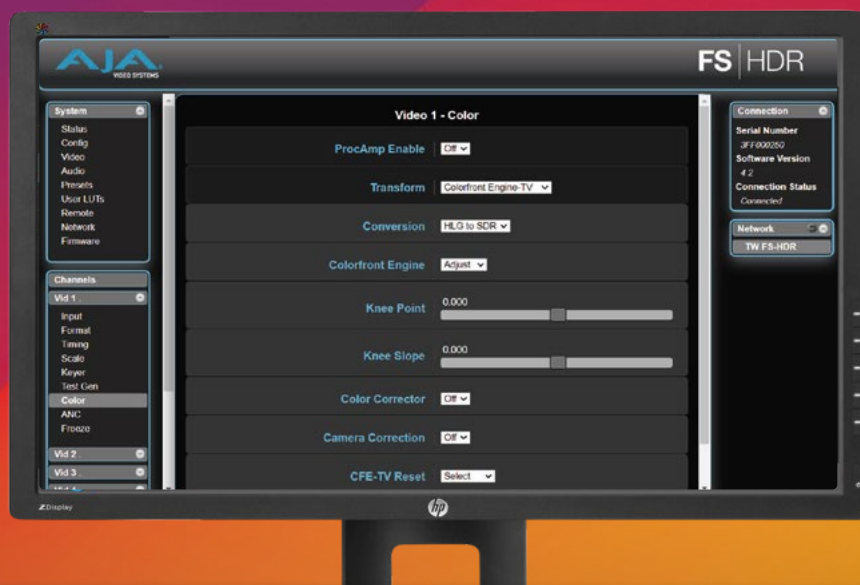 AJA
VIDEO SYSTEMS
FS HDR
System
Status
Config
Video
Audio
Presets
User LUTs
Remote
Network
Firmware
Channels
Vid 1
Input
Format
Timing
Scale
Keyer
Test Gen
Color
ANC
Freeze
Vid 2
Vid 3
Video 1 - Color
ProcAmp Enable Off
Transform Colorfront Engine-TV
Conversion HLG to SDR
Colorfront Engine Adjust
Knee Point 0.000
Knee Slope 0.000
Color Corrector Off
Camera Correction Off
CFE-TV Reset Select
Connection
Serial Number
3FF000250
Software Version
4.2
Connection Status
Connected
Network
TW FS-HDR
ZDisplay
hp